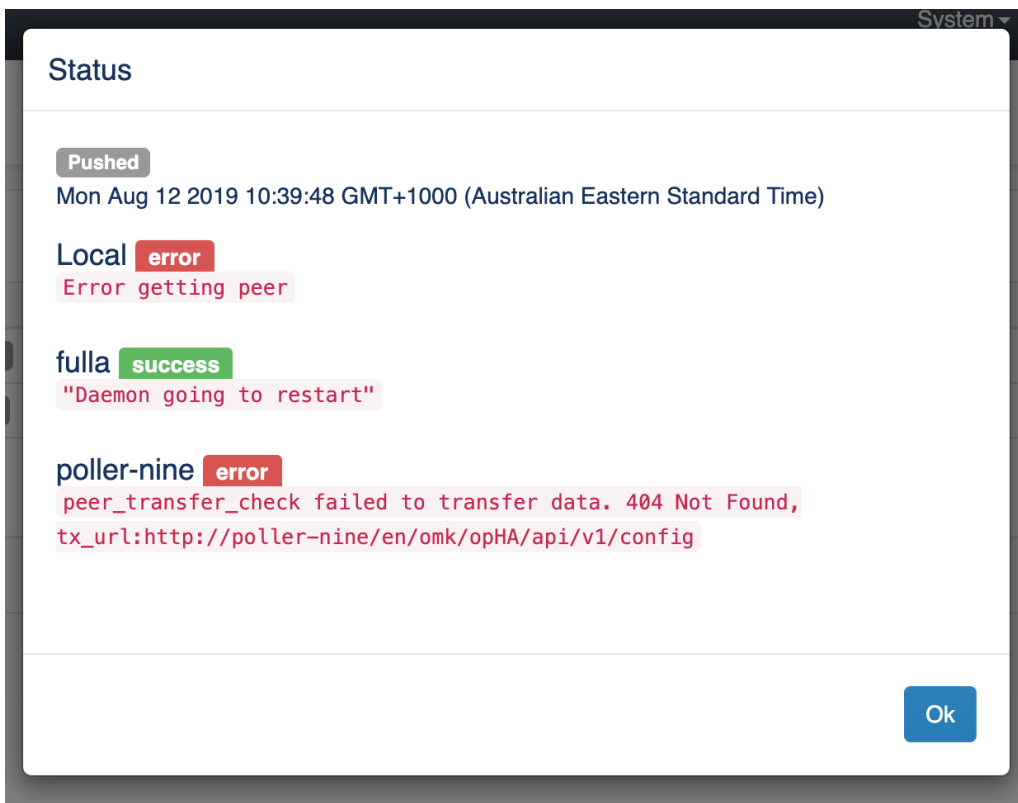 System
Status
Pushed
Mon Aug 12 2019 10:39:48 GMT+1000 (Australian Eastern Standard Time)
Local error
Error getting peer
fulla success
"Daemon going to restart"
poller-nine error
peer_transfer_check failed to transfer data. 404 Not Found,
tx_url:http://poller-nine/en/omk/opHA/api/v1/config
Ok